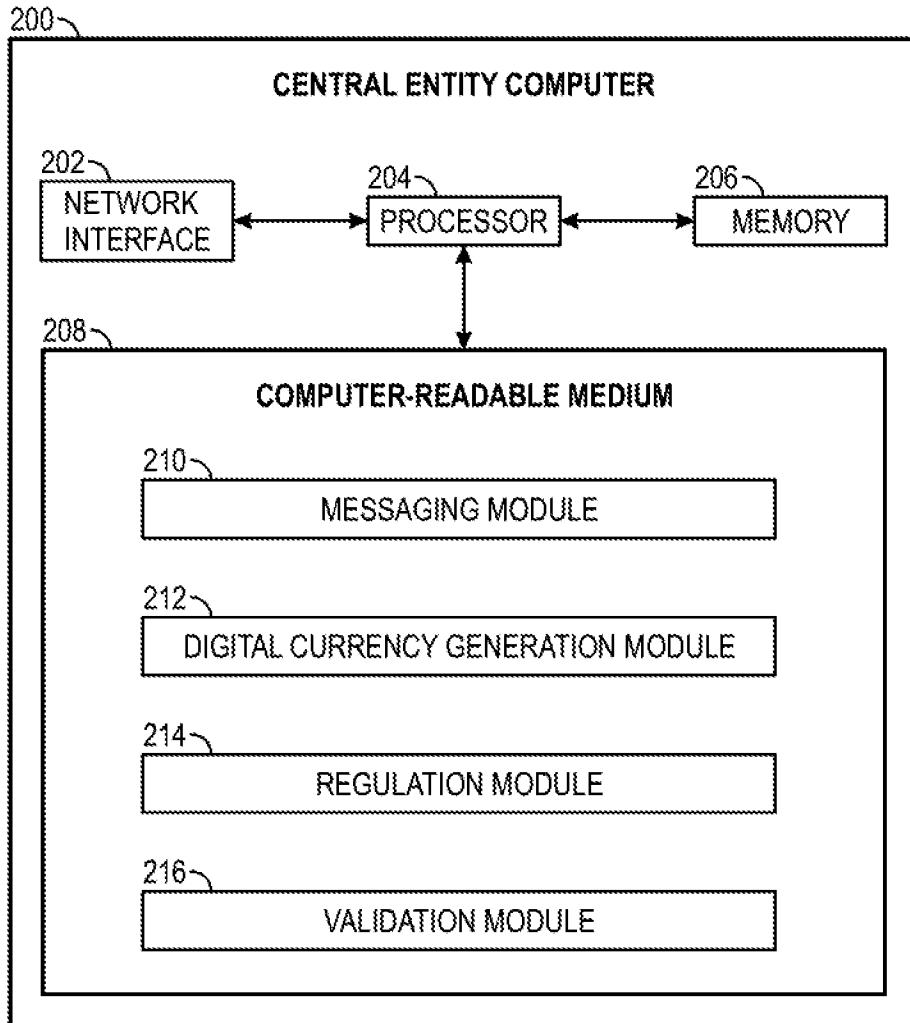 200
CENTRAL ENTITY COMPUTER
202
NETWORK
INTERFACE
204
PROCESSOR
206
MEMORY
208
COMPUTER-READABLE MEDIUM
210
MESSAGING MODULE
212
DIGITAL CURRENCY GENERATION MODULE
214
REGULATION MODULE
216
VALIDATION MODULE